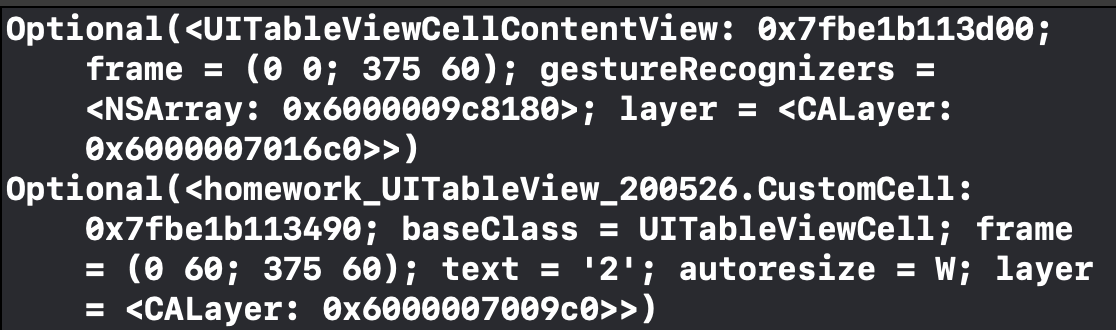 Optional(<UITableViewCellContentView: 0x7fbe1b113d00;
frame = (0 0; 375 60); gestureRecognizers =
<NSArray: 0x6000009c8180>; layer = <CALayer:
0x6000007016c0>>)
Optional(<homework_UITableView_200526.CustomCell:
0x7fbe1b113490; baseClass = UITableViewCell; frame
= (0 60; 375 60); text = '2'; autoresize = W; layer
= <CALayer: 0x6000007009c0>>)